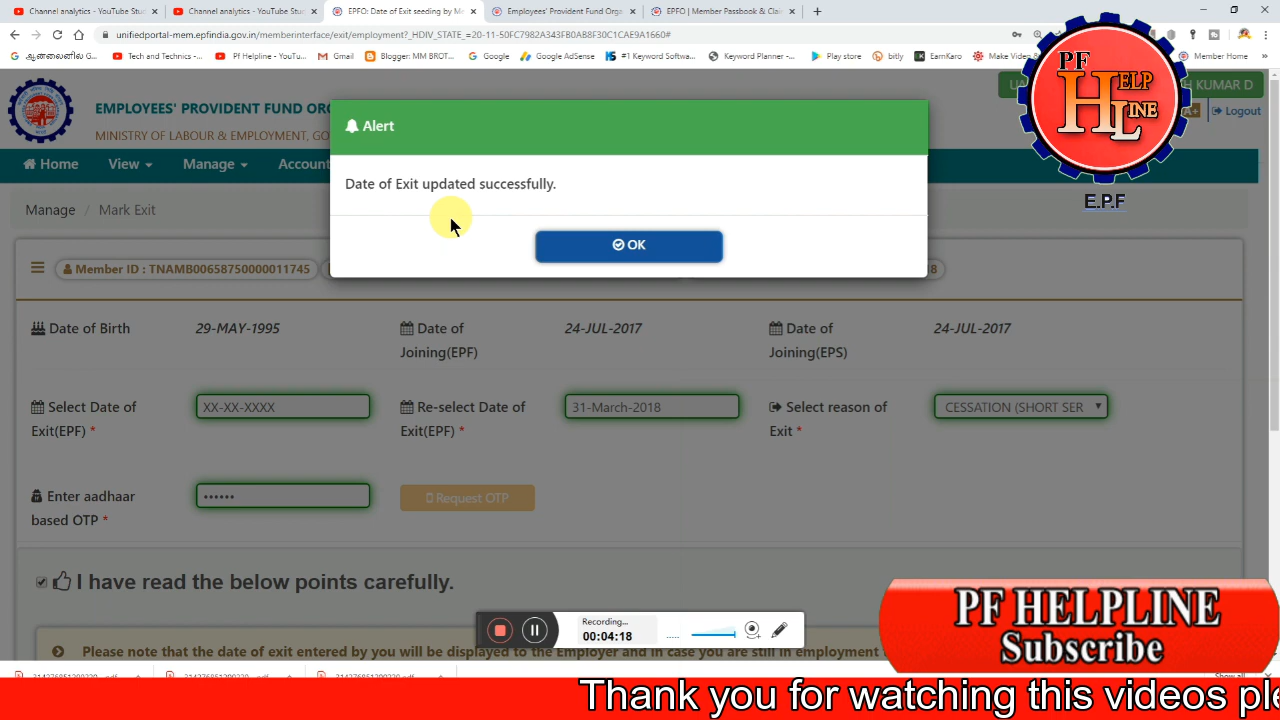 Channel analytics - YouTube Stu
Channel analytics - YouTube Stu
EPFO: Date of Exit seeding by Me
Employees' Provident Fund Orga
EPFO | Member Passbook & Clai
unifiedportal-mem.epfindia.gov.in/memberinterface/exit/
Tech and Technics -...
Pf Helpline - YouTu...
Gmail
Blogger: MM BROT...
Google
Google AdSense
#1 Keyword Softwa...
Keyword Planner -...
Play store
bitly
EarnKaro
Make Vide
Member Home
PF
HELP
LINE
E.P.F
EMPLOYEES' PROVIDENT FUND OR
H KUMAR D
MINISTRY OF LABOUR & EMPLOYMENT, GO
A+
Logout
Home
View
Manage
Accoun
Alert
Date of Exit updated successfully.
OK
Manage / Mark Exit
Member ID : TNAMB00658750000011745
8
Date of Birth
29-MAY-1995
Date of Joining(EPF)
24-JUL-2017
Date of Joining(EPS)
24-JUL-2017
Select Date of Exit(EPF) *
XX-XX-XXXX
Re-select Date of Exit(EPF) *
31-March-2018
Select reason of Exit *
CESSATION (SHORT SER
Enter aadhaar based OTP *
••••••
Request OTP
I have read the below points carefully.
Recording...
00:04:18
PF HELPLINE
Subscribe
Please note that the date of exit entered by you will be displayed to the Employer and in case you are still in employment
Thank you for watching this videos ple